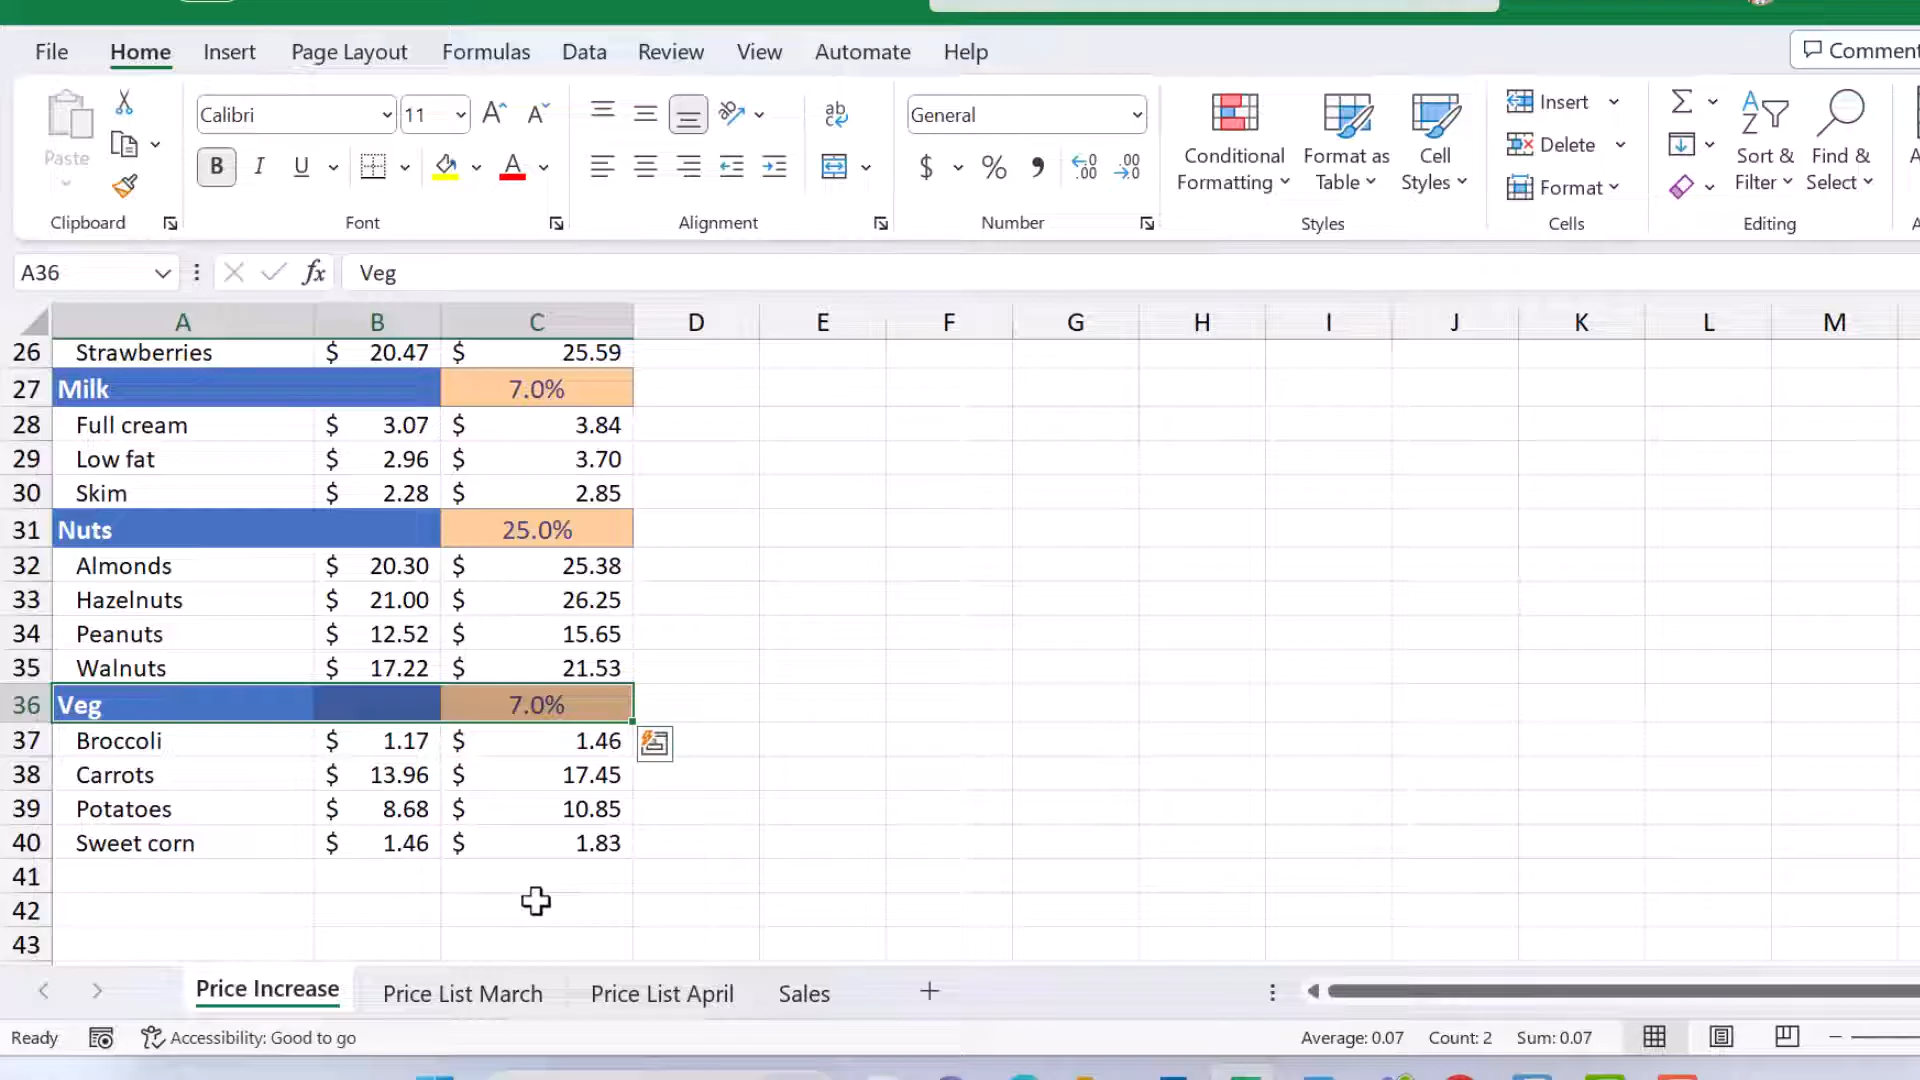 File Home Insert Page Layout Formulas Data Review View Automate Help Comment
Paste
Calibri 11
General
Conditional Formatting
Format as Table
Cell Styles
Insert
Delete
Format
Sort & Filter
Find & Select
Clipboard Font Alignment Number Styles Cells Editing
A36 fx Veg
A B C D E F G H I J K L M
26 Strawberries $ 20.47 $ 25.59
27 Milk 7.0%
28 Full cream $ 3.07 $ 3.84
29 Low fat $ 2.96 $ 3.70
30 Skim $ 2.28 $ 2.85
31 Nuts 25.0%
32 Almonds $ 20.30 $ 25.38
33 Hazelnuts $ 21.00 $ 26.25
34 Peanuts $ 12.52 $ 15.65
35 Walnuts $ 17.22 $ 21.53
36 Veg 7.0%
37 Broccoli $ 1.17 $ 1.46
38 Carrots $ 13.96 $ 17.45
39 Potatoes $ 8.68 $ 10.85
40 Sweet corn $ 1.46 $ 1.83
41
42
43
Price Increase Price List March Price List April Sales
Ready Accessibility: Good to go Average: 0.07 Count: 2 Sum: 0.07